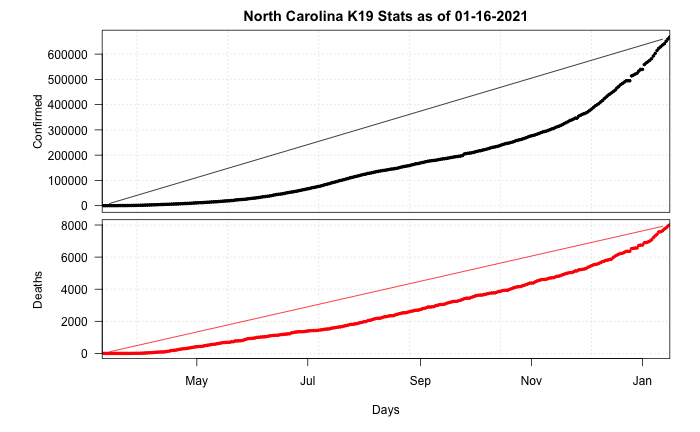 North Carolina K19 Stats as of 01-16-2021
Confirmed
600000
500000
400000
300000
200000
100000
0
Deaths
8000
6000
4000
2000
0
May Jul Sep Nov Jan
Days